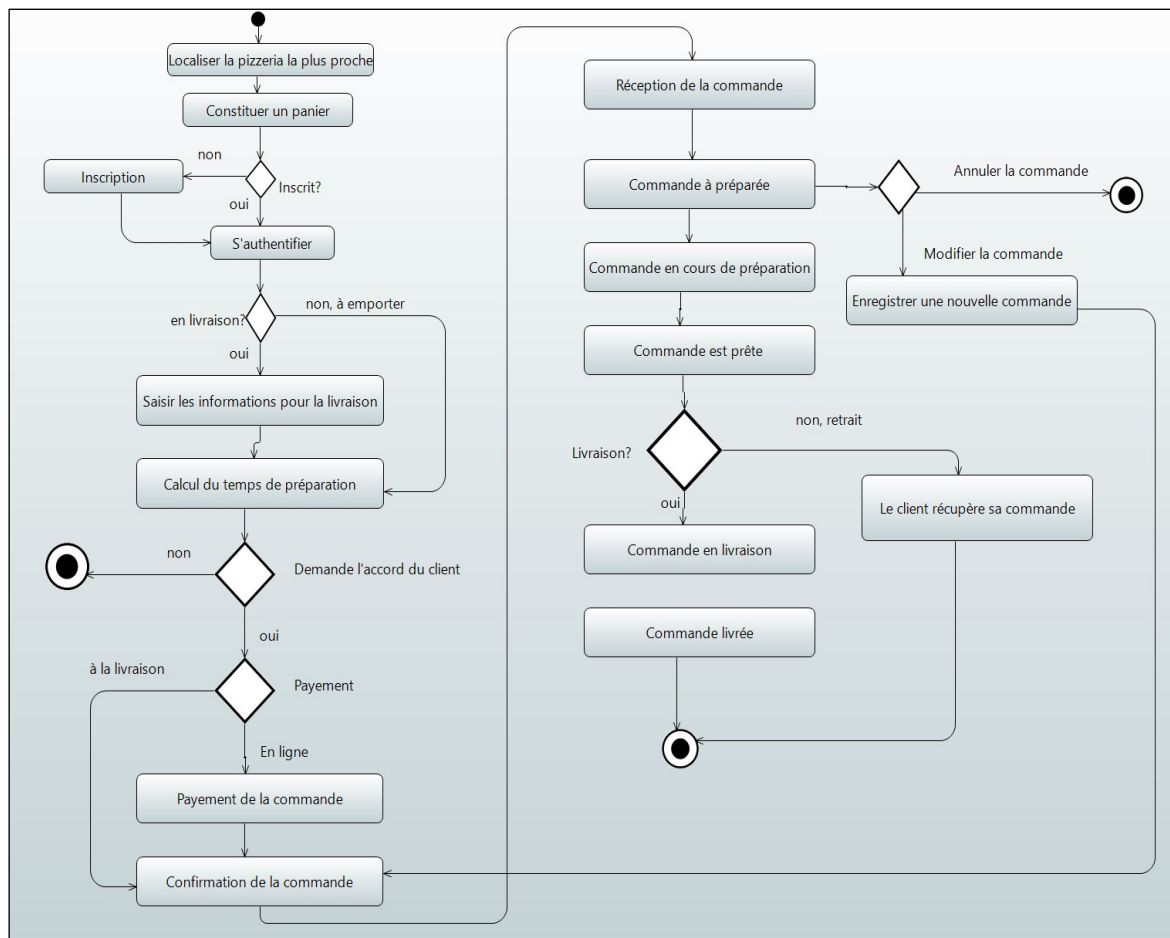 Localiser la pizzeria la plus proche
Constituer un panier
non
Inscription
Inscrit?
oui
S'authentifier
non, à emporter
en livraison?
oui
Saisir les informations pour la livraison
Calcul du temps de préparation
non
Demande l'accord du client
oui
à la livraison
Payement
En ligne
Payement de la commande
Confirmation de la commande
Réception de la commande
Commande à préparée
Annuler la commande
Modifier la commande
Enregistrer une nouvelle commande
Commande en cours de préparation
Commande est prête
non, retrait
Livraison?
oui
Le client récupère sa commande
Commande en livraison
Commande livrée